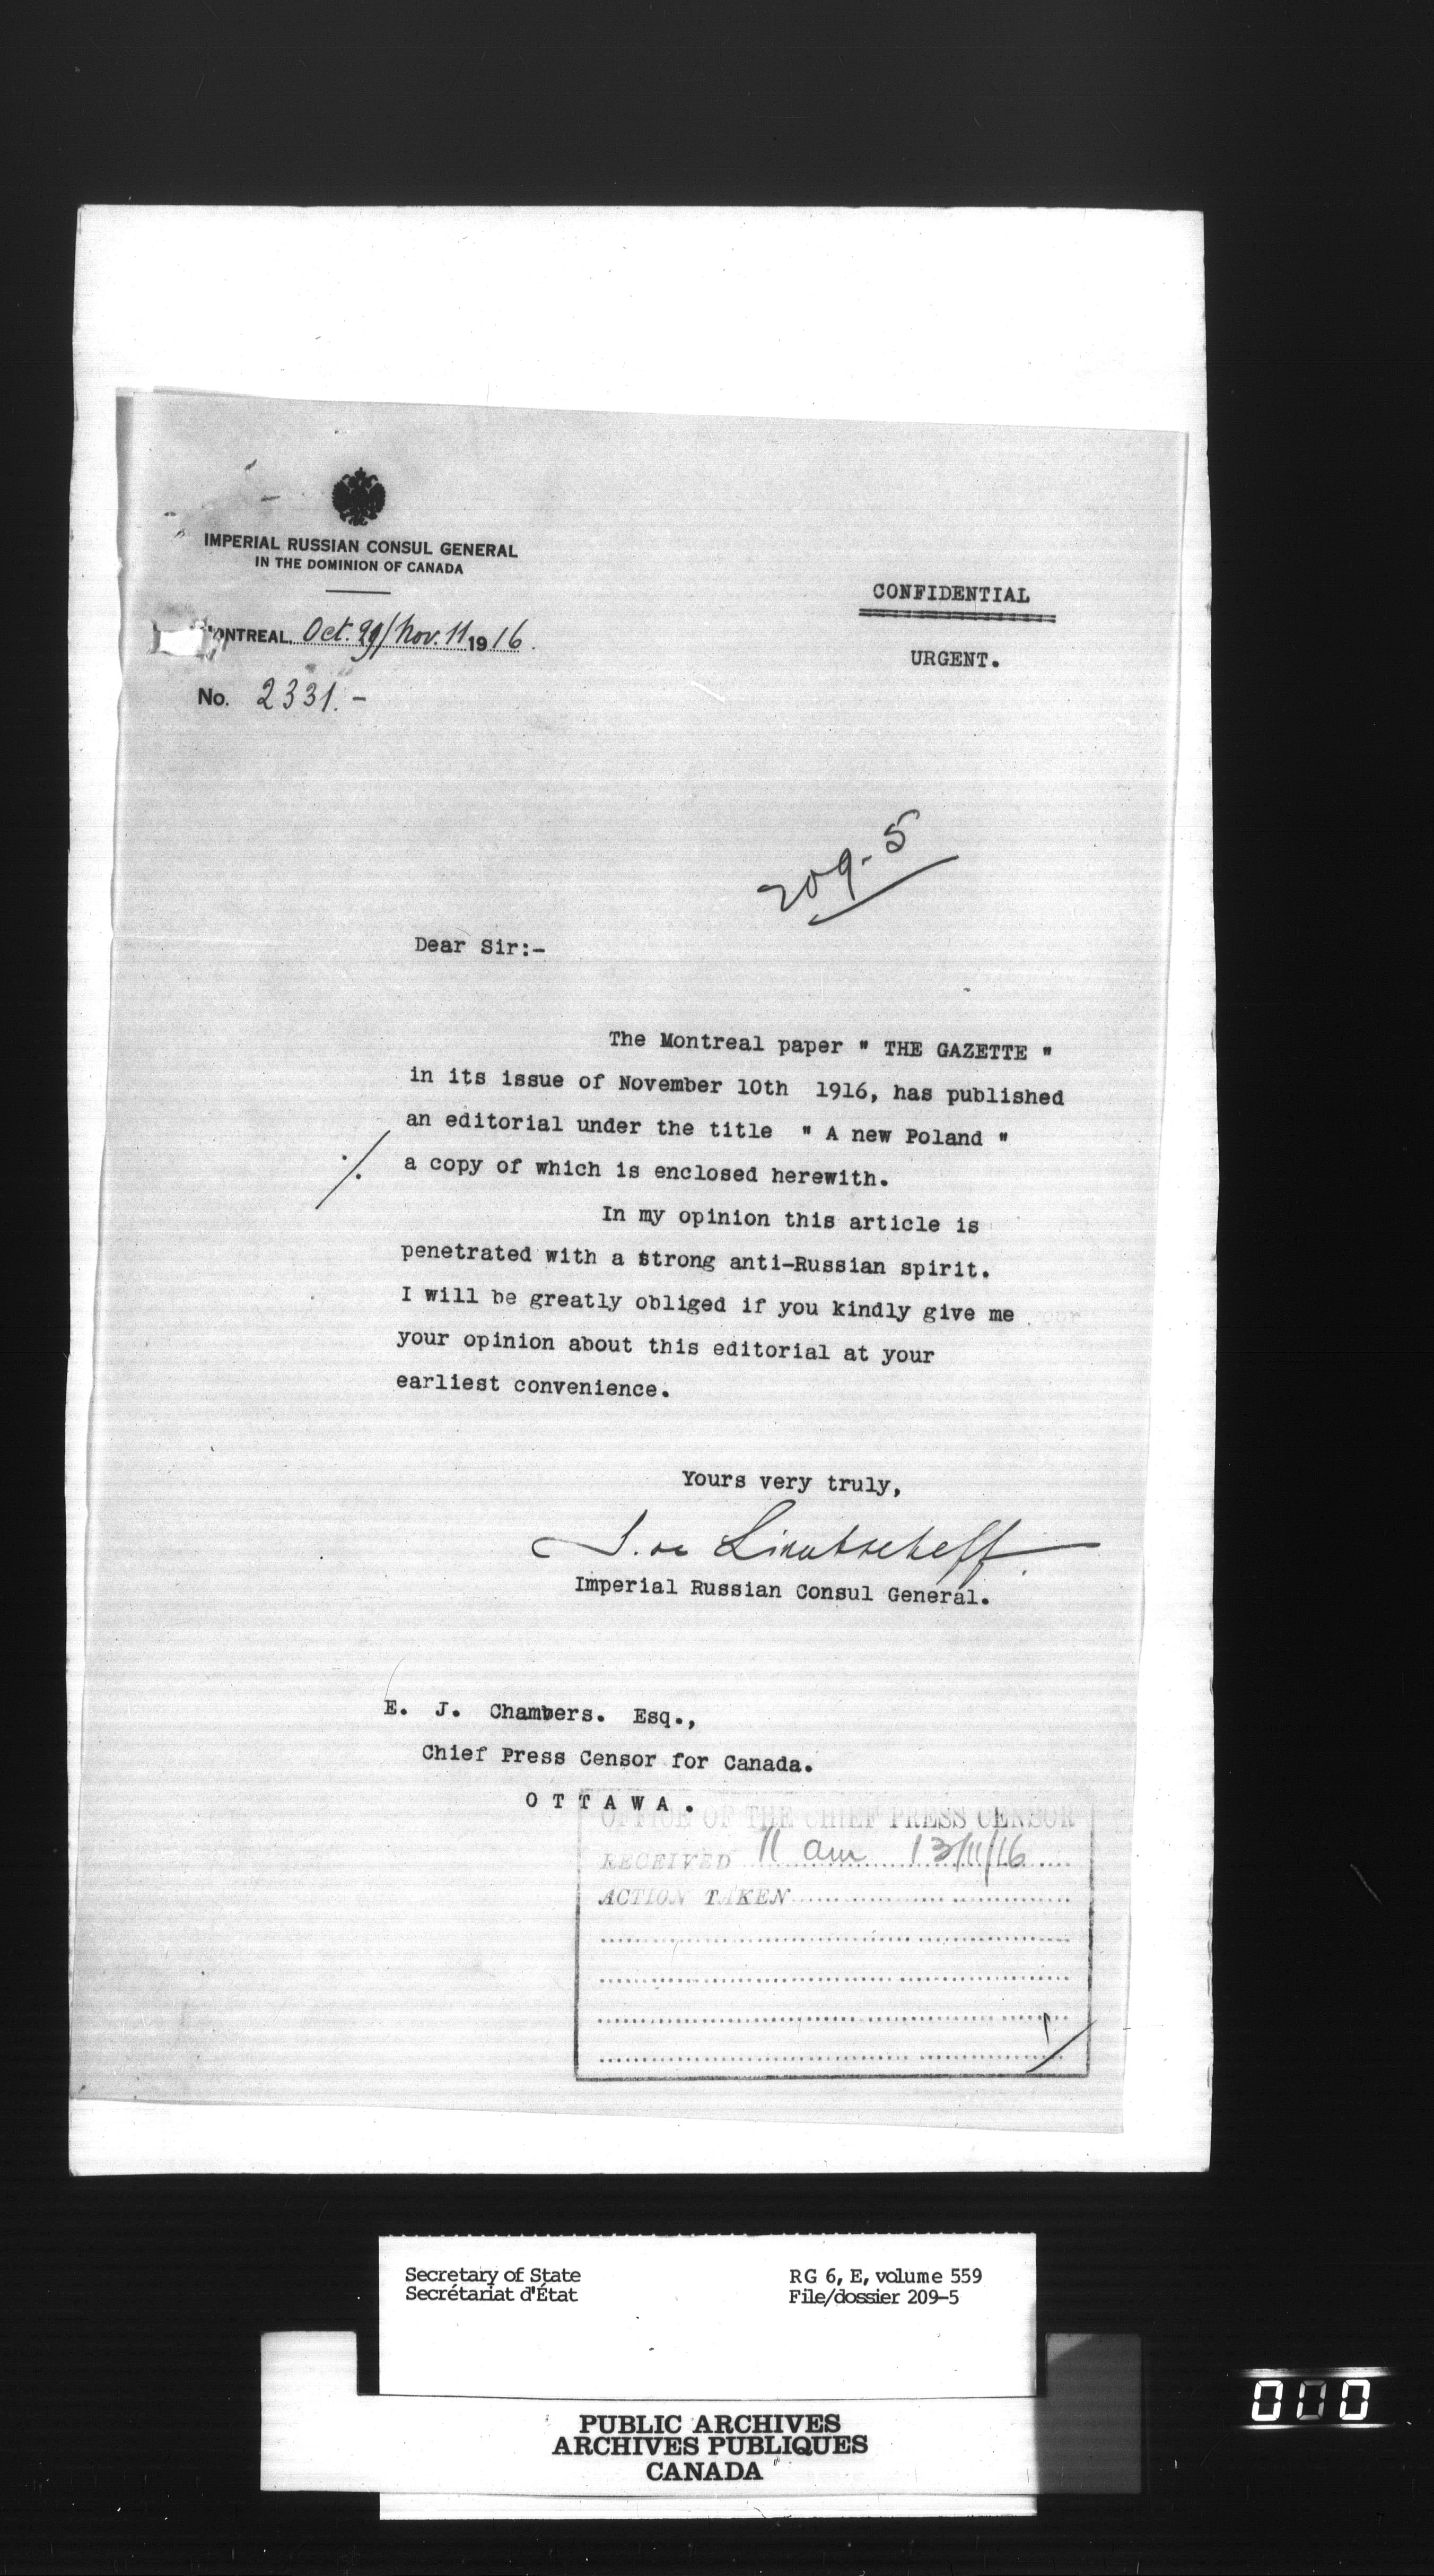 IMPERIAL RUSSIAN CONSUL GENERAL
IN THE DOMINION OF CANADA
MONTREAL, Oct. 29/Nov. 11 1916.
No. 2331.-
CONFIDENTIAL
URGENT.
209-5
Dear Sir:-
The Montreal paper " THE GAZETTE "
in its issue of November 10th 1916, has published
an editorial under the title " A new Poland "
a copy of which is enclosed herewith.
In my opinion this article is
penetrated with a strong anti-Russian spirit.
I will be greatly obliged if you kindly give me
your opinion about this editorial at your
earliest convenience.
Yours very truly,
Imperial Russian Consul General.
E. J. Chambers. Esq.,
Chief Press Censor for Canada.
O T T A W A .
OFFICE OF THE CHIEF PRESS CENSOR
RECEIVED 11 am 13/11/16
ACTION TAKEN
Secretary of State
Secrétariat d'État
RG 6, E, volume 559
File/dossier 209-5
PUBLIC ARCHIVES
ARCHIVES PUBLIQUES
CANADA